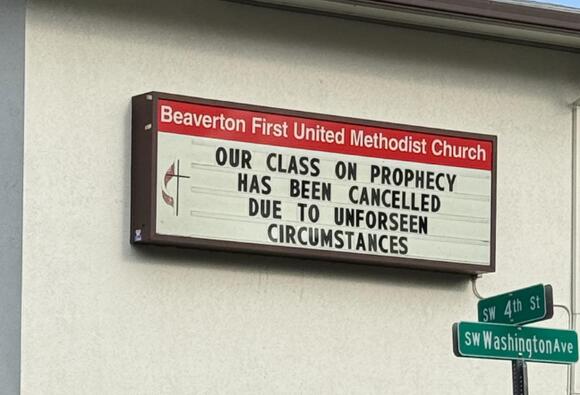 Beaverton First United Methodist Church
OUR CLASS ON PROPHECY
HAS BEEN CANCELLED
DUE TO UNFORSEEN
CIRCUMSTANCES
SW 4th St
SW Washington Ave